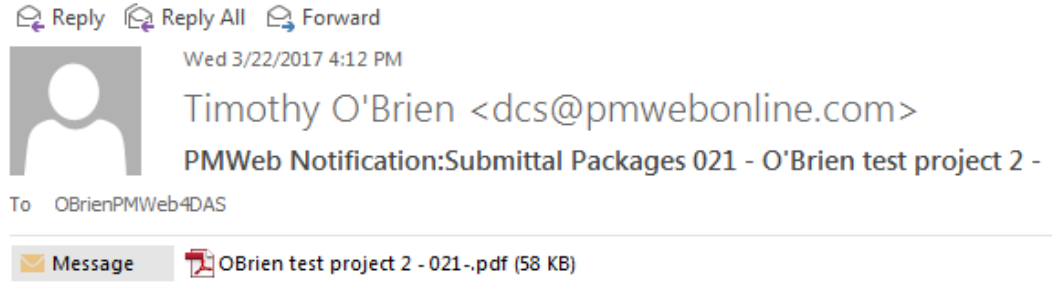 Reply Reply All Forward
Wed 3/22/2017 4:12 PM
Timothy O'Brien <dcs@pmwebonline.com>
PMWeb Notification:Submittal Packages 021 - O'Brien test project 2 -
To OBrienPMWeb4DAS
Message OBrien test project 2 - 021-.pdf (58 KB)